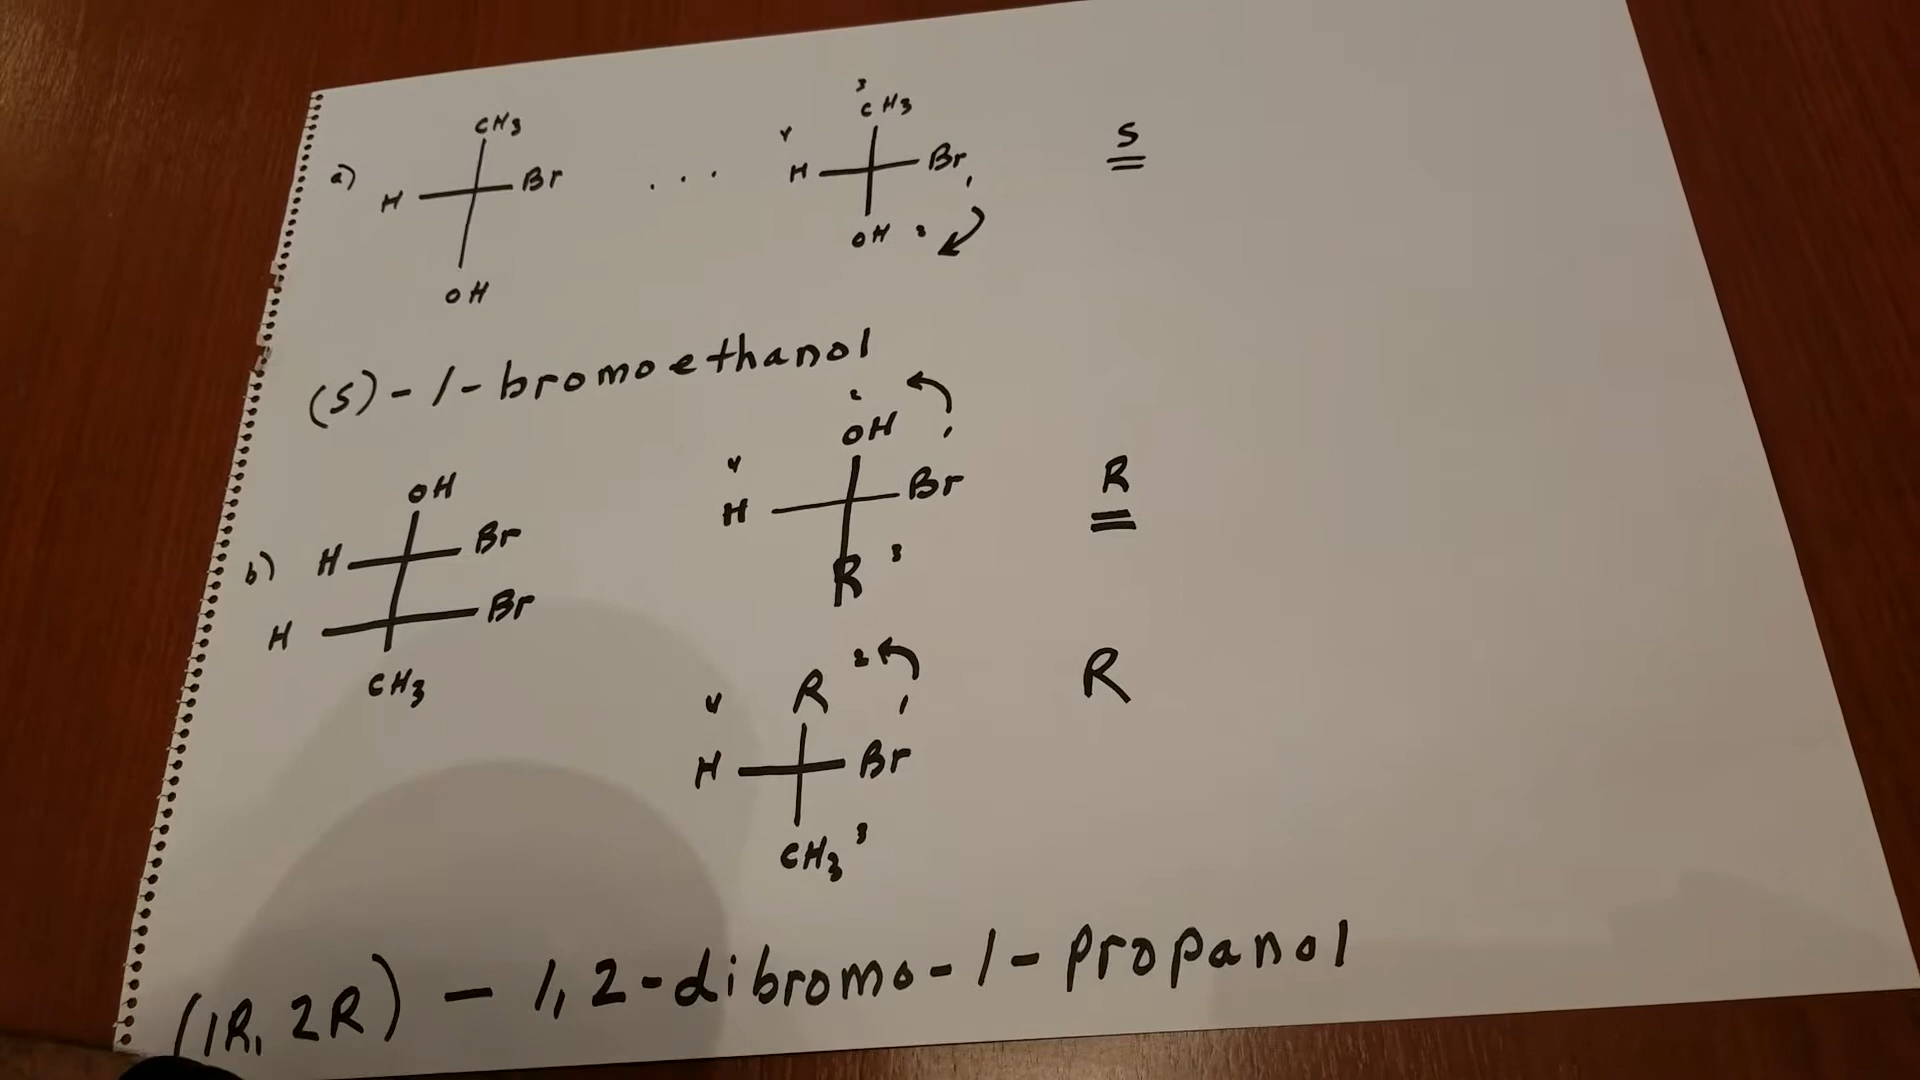 CH3
a) H Br
OH
...
3
CH3
4
H Br
1
OH 2
S
(S)-1-bromoethanol
b)
OH
H Br
H Br
CH3
2
OH
1
4
H Br
R 3
R
R 2
1
4
H Br
CH3 3
R
(1R, 2R) - 1,2-dibromo-1-propanol